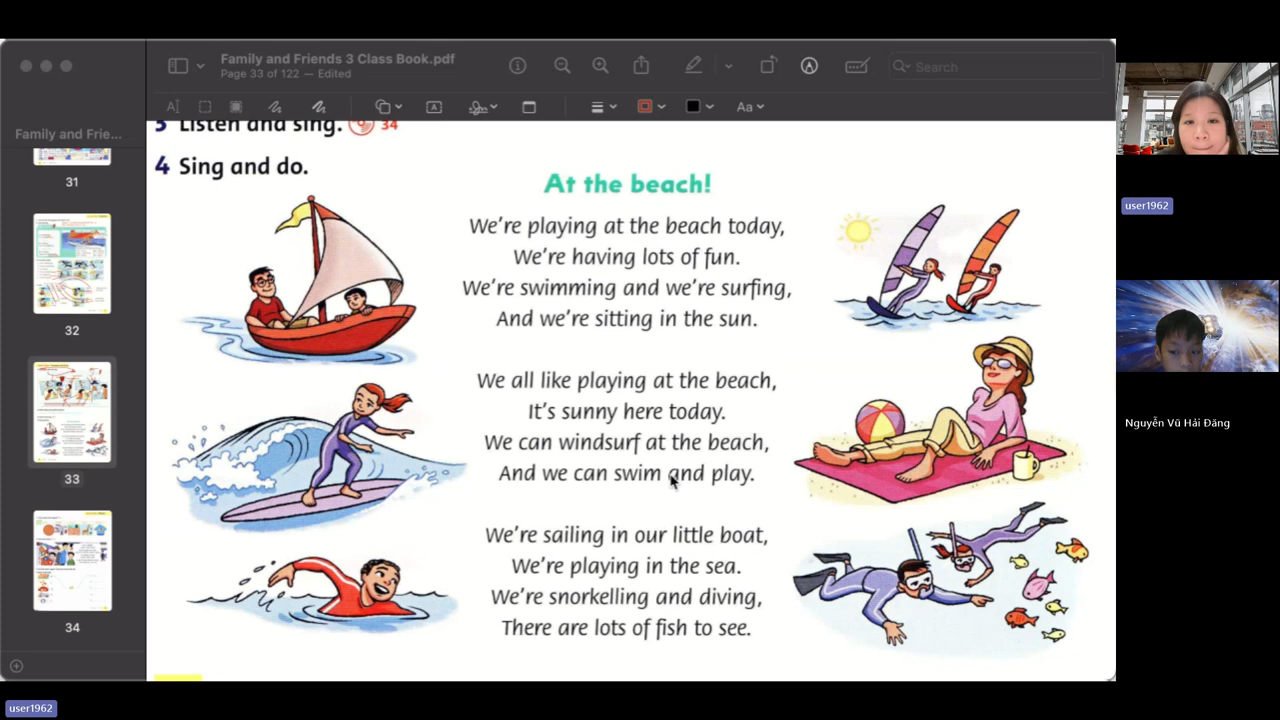 Family and Friends 3 Class Book.pdf
Page 33 of 122 — Edited
Search
Aa
Family and Frie...
31
32
33
34
3 Listen and sing. 34
4 Sing and do.
At the beach!
We're playing at the beach today,
We're having lots of fun.
We're swimming and we're surfing,
And we're sitting in the sun.
We all like playing at the beach,
It's sunny here today.
We can windsurf at the beach,
And we can swim and play.
We're sailing in our little boat,
We're playing in the sea.
We're snorkelling and diving,
There are lots of fish to see.
user1962
Nguyễn Vũ Hải Đăng
user1962